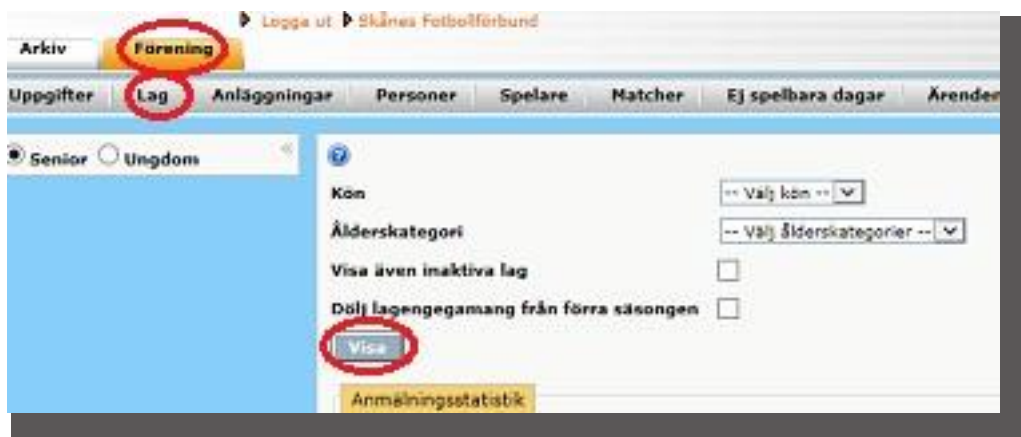 Logga ut Skånes Fotbollförbund
Arkiv Förening
Uppgifter Lag Anläggningar Personer Spelare Matcher Ej spelbara dagar Ärenden
Senior Ungdom «
Kön -- Välj kön --
Ålderskategori -- Välj ålderskategorier --
Visa även inaktiva lag
Dölj lagengegamang från förra säsongen
Visa
Anmälningsstatistik